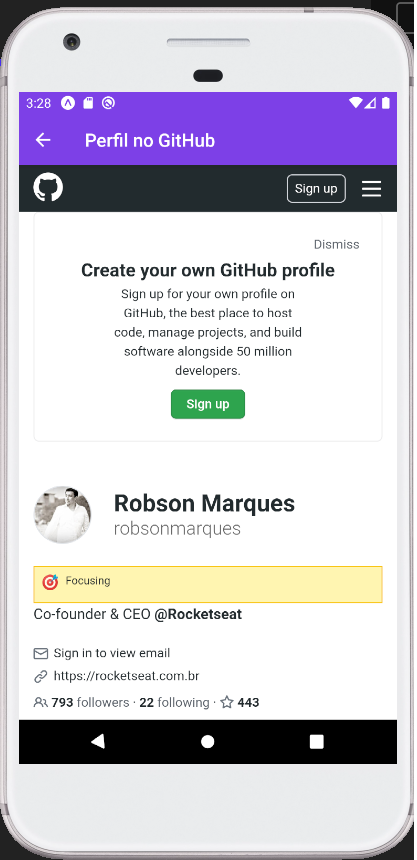 3:28
Perfil no GitHub
Sign up
Dismiss
Create your own GitHub profile
Sign up for your own profile on
GitHub, the best place to host
code, manage projects, and build
software alongside 50 million
developers.
Sign up
Robson Marques
robsonmarques
Focusing
Co-founder & CEO @Rocketseat
Sign in to view email
https://rocketseat.com.br
793 followers · 22 following · 443